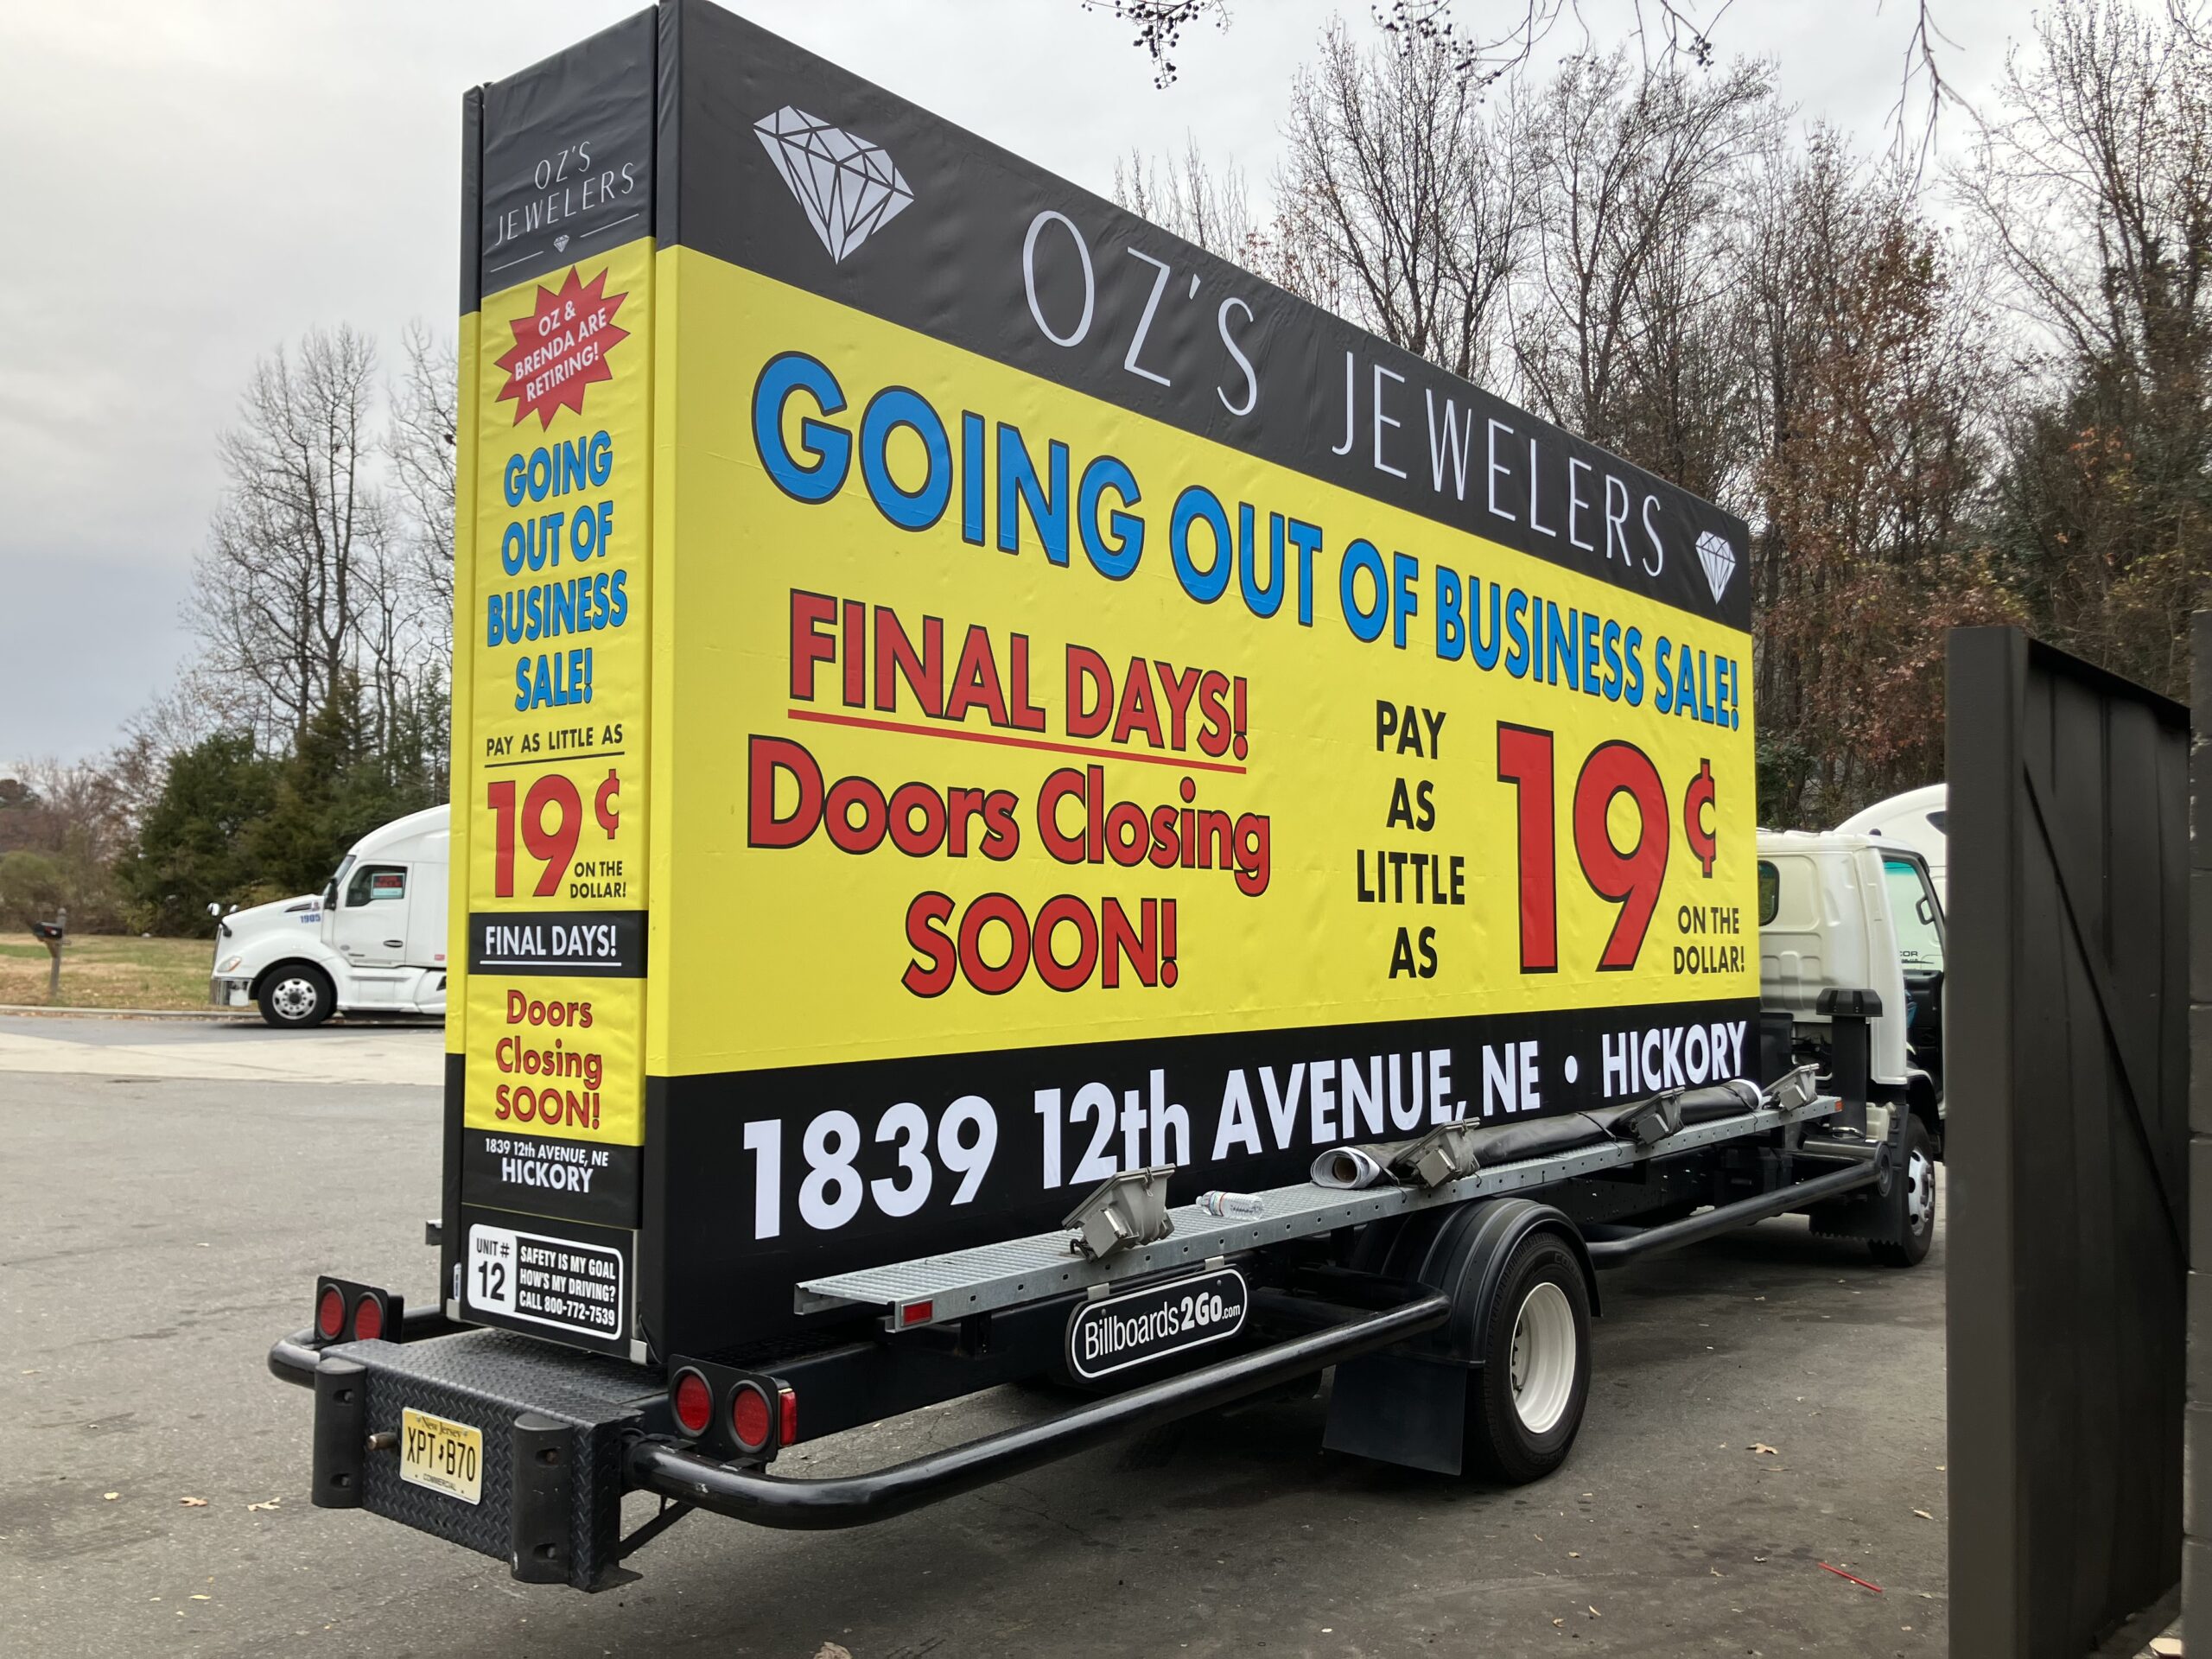 OZ'S
JEWELERS
OZ &
BRENDA ARE
RETIRING!
GOING
OUT OF
BUSINESS
SALE!
PAY AS LITTLE AS
19¢
ON THE
DOLLAR!
FINAL DAYS!
Doors
Closing
SOON!
1839 12th AVENUE, NE
HICKORY
UNIT#
12
SAFETY IS MY GOAL
HOW'S MY DRIVING?
CALL 800-772-7539
OZ'S JEWELERS
GOING OUT OF BUSINESS SALE!
FINAL DAYS!
Doors Closing
SOON!
PAY
AS
LITTLE
AS
19¢
ON THE
DOLLAR!
1839 12th AVENUE, NE • HICKORY
Billboards2Go.com
New Jersey
XPT B70
COMMERCIAL
1905